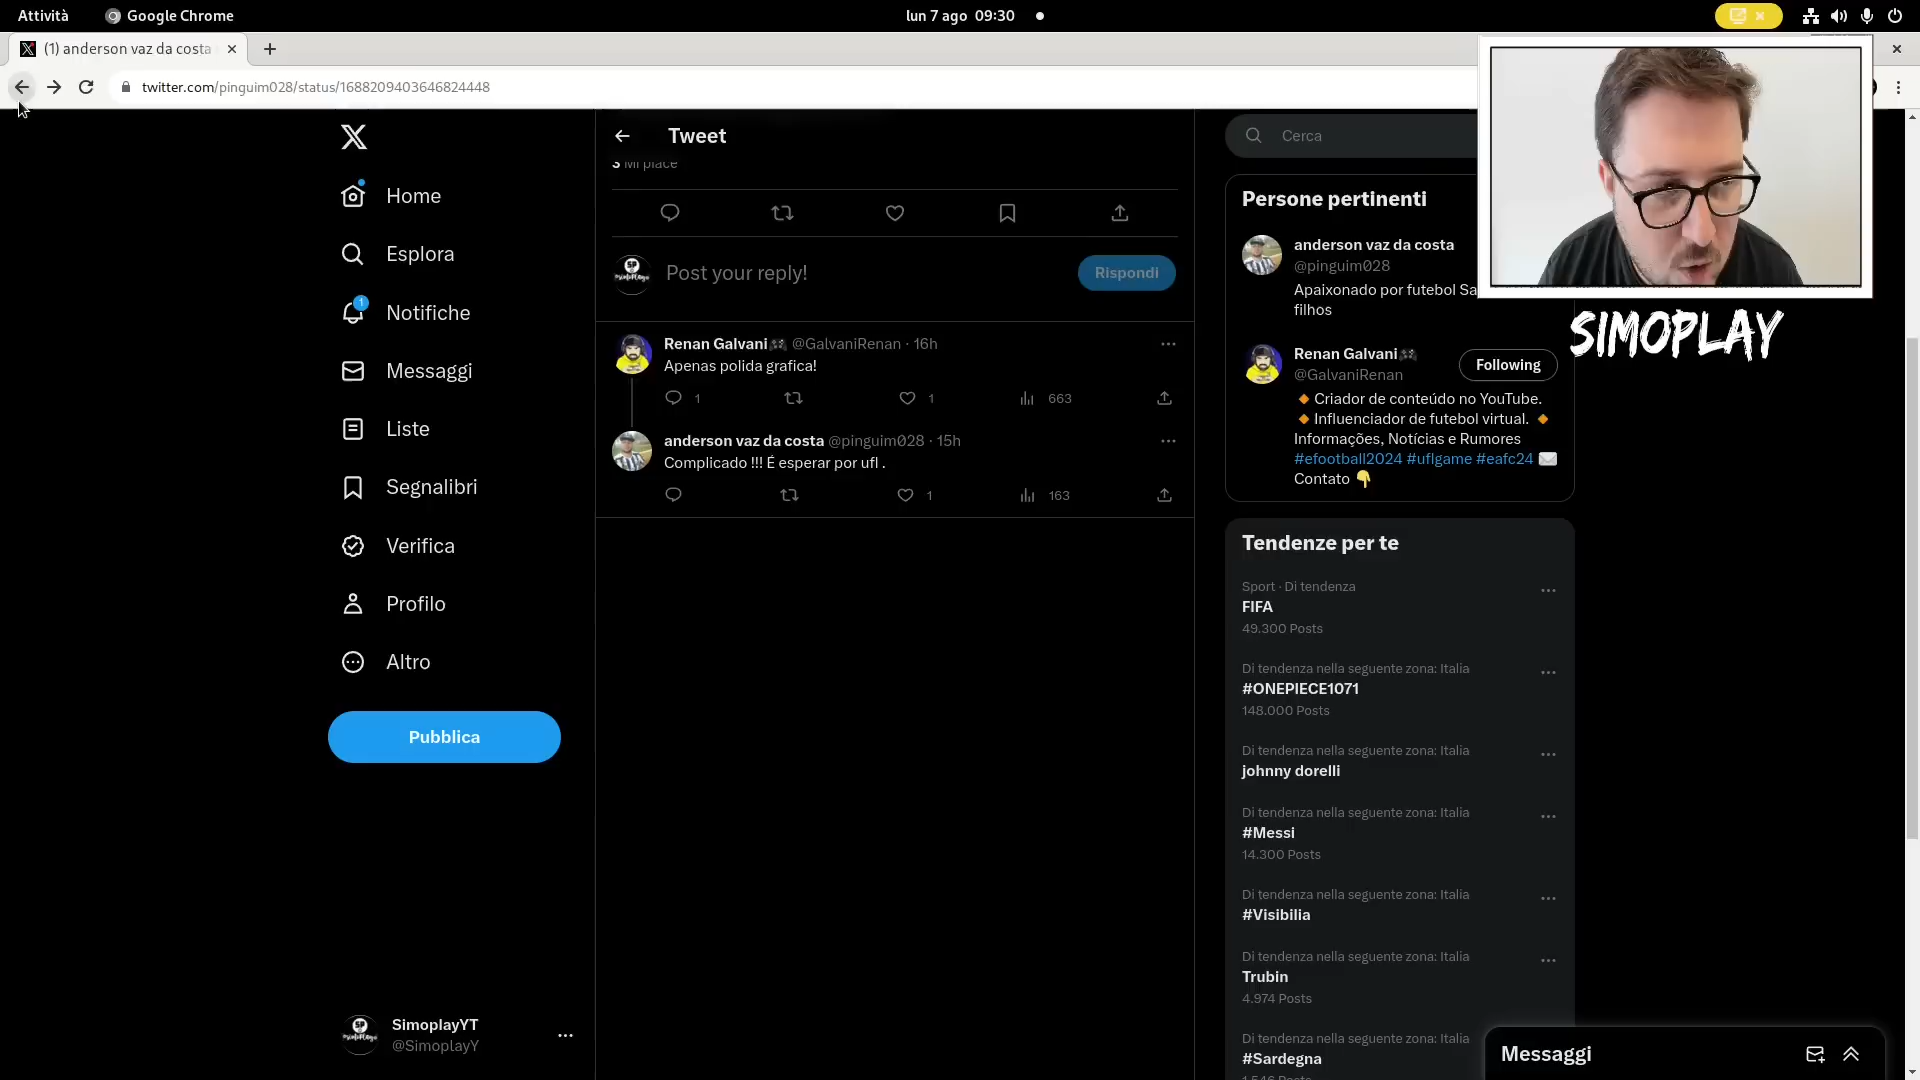 Attività
Google Chrome
lun 7 ago 09:30
(1) anderson vaz da costa
twitter.com/pinguim028/status/1688209403646824448
Home
Esplora
Notifiche
1
Messaggi
Liste
Segnalibri
Verifica
Profilo
Altro
Pubblica
SimoplayYT
@SimoplayY
Tweet
3 Mi piace
Post your reply!
Rispondi
Renan Galvani🎮 @GalvaniRenan · 16h
Apenas polida grafica!
1
1
663
anderson vaz da costa @pinguim028 · 15h
Complicado !!! É esperar por ufl .
1
163
Cerca
Persone pertinenti
anderson vaz da costa
@pinguim028
Apaixonado por futebol
filhos
Renan Galvani🎮
@GalvaniRenan
Following
🔸Criador de conteúdo no YouTube.
🔸Influenciador de futebol virtual. 🔸
Informações, Notícias e Rumores
#efootball2024 #uflgame #eafc24 ✉️
Contato 👇
SIMOPLAY
Tendenze per te
Sport · Di tendenza
FIFA
49.300 Posts
Di tendenza nella seguente zona: Italia
#ONEPIECE1071
148.000 Posts
Di tendenza nella seguente zona: Italia
johnny dorelli
Di tendenza nella seguente zona: Italia
#Messi
14.300 Posts
Di tendenza nella seguente zona: Italia
#Visibilia
Di tendenza nella seguente zona: Italia
Trubin
4.974 Posts
Di tendenza nella seguente zona: Italia
#Sardegna
Messaggi